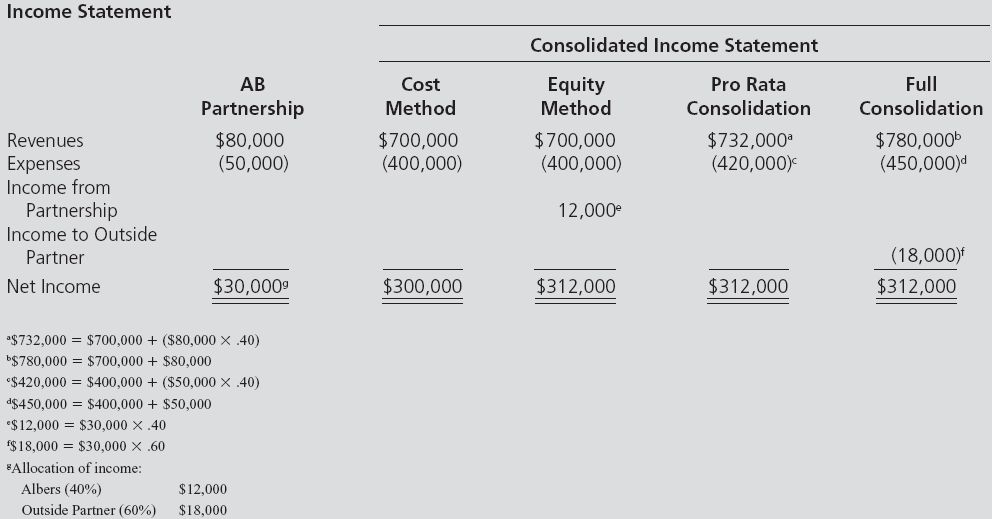 Income Statement
Consolidated Income Statement
AB Cost Equity Pro Rata Full
Partnership Method Method Consolidation Consolidation
Revenues $80,000 $700,000 $700,000 $732,000ᵃ $780,000ᵇ
Expenses (50,000) (400,000) (400,000) (420,000)ᶜ (450,000)ᵈ
Income from
Partnership 12,000ᵉ
Income to Outside
Partner (18,000)ᶠ
Net Income $30,000ᵍ $300,000 $312,000 $312,000 $312,000
ᵃ$732,000 = $700,000 + ($80,000 × .40)
ᵇ$780,000 = $700,000 + $80,000
ᶜ$420,000 = $400,000 + ($50,000 × .40)
ᵈ$450,000 = $400,000 + $50,000
ᵉ$12,000 = $30,000 × .40
ᶠ$18,000 = $30,000 × .60
ᵍAllocation of income:
Albers (40%) $12,000
Outside Partner (60%) $18,000